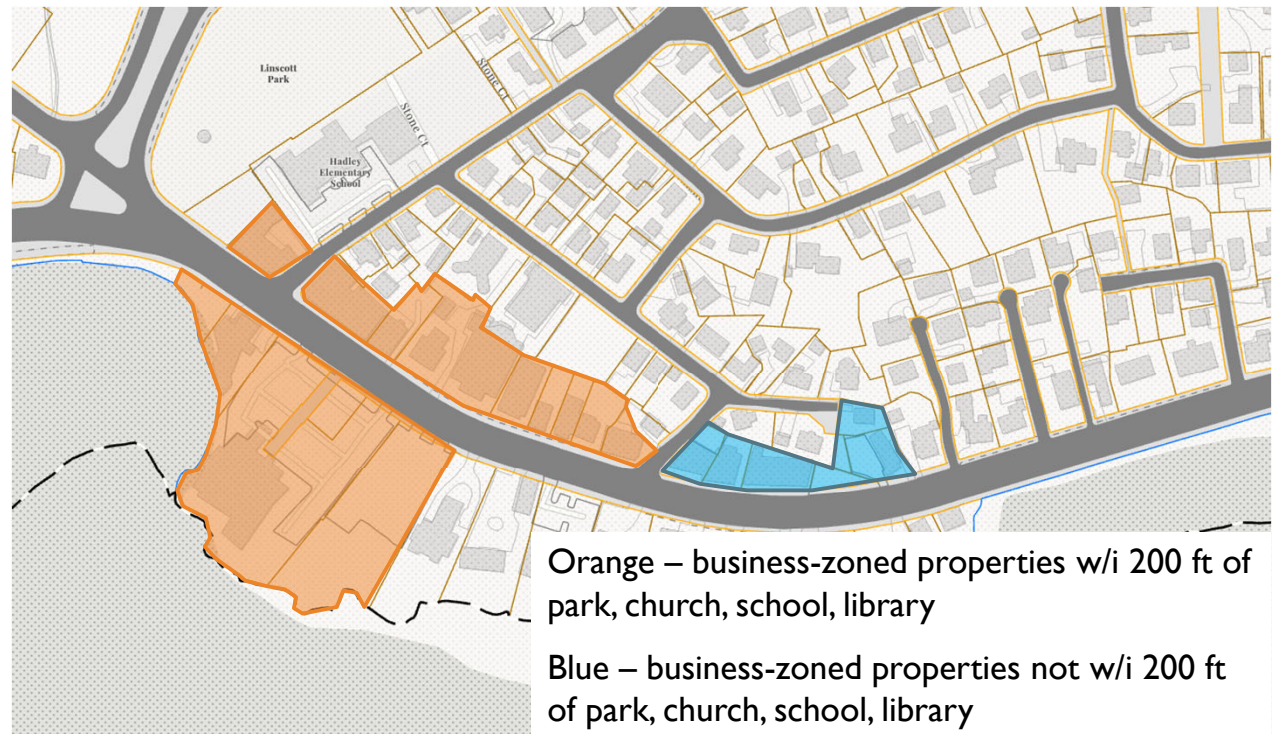 Linscott
Park
Stone Ct
Stone Ct
Hadley
Elementary
School
Orange – business-zoned properties w/i 200 ft of
park, church, school, library
Blue – business-zoned properties not w/i 200 ft
of park, church, school, library